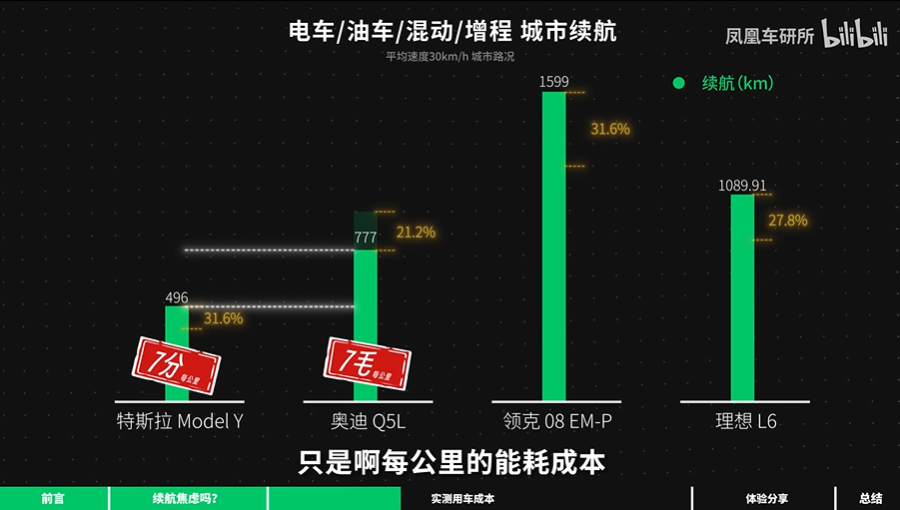 电车/油车/混动/增程 城市续航
平均速度30km/h 城市路况
凤凰车研所 bilibili
续航(km)
1599
31.6%
1089.91
27.8%
777
21.2%
496
31.6%
7分 每公里
7毛 每公里
特斯拉 Model Y
奥迪 Q5L
领克 08 EM-P
理想 L6
只是啊每公里的能耗成本
前言
续航焦虑吗?
实测用车成本
体验分享
总结